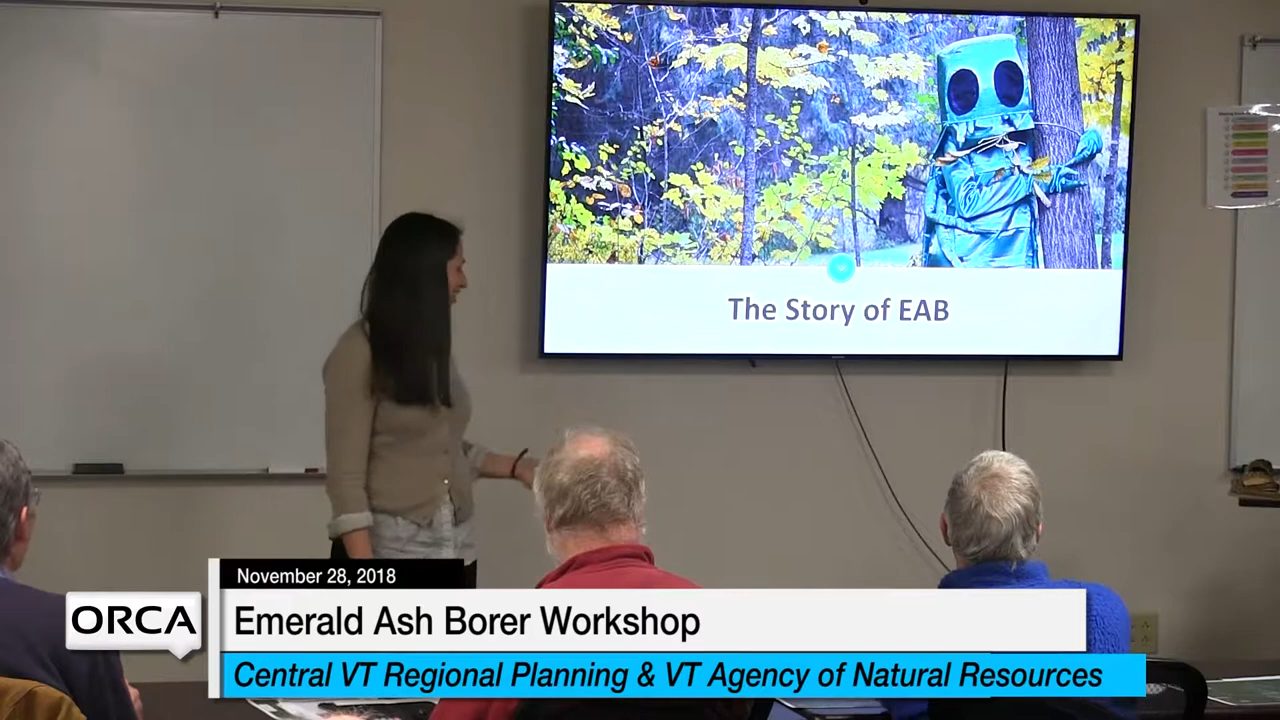 The Story of EAB
November 28, 2018
ORCA
Emerald Ash Borer Workshop
Central VT Regional Planning & VT Agency of Natural Resources